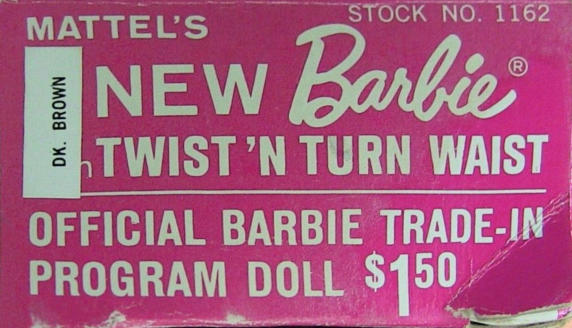 MATTEL'S
STOCK NO. 1162
NEW Barbie®
DK. BROWN
TWIST 'N TURN WAIST
OFFICIAL BARBIE TRADE-IN
PROGRAM DOLL $1.50